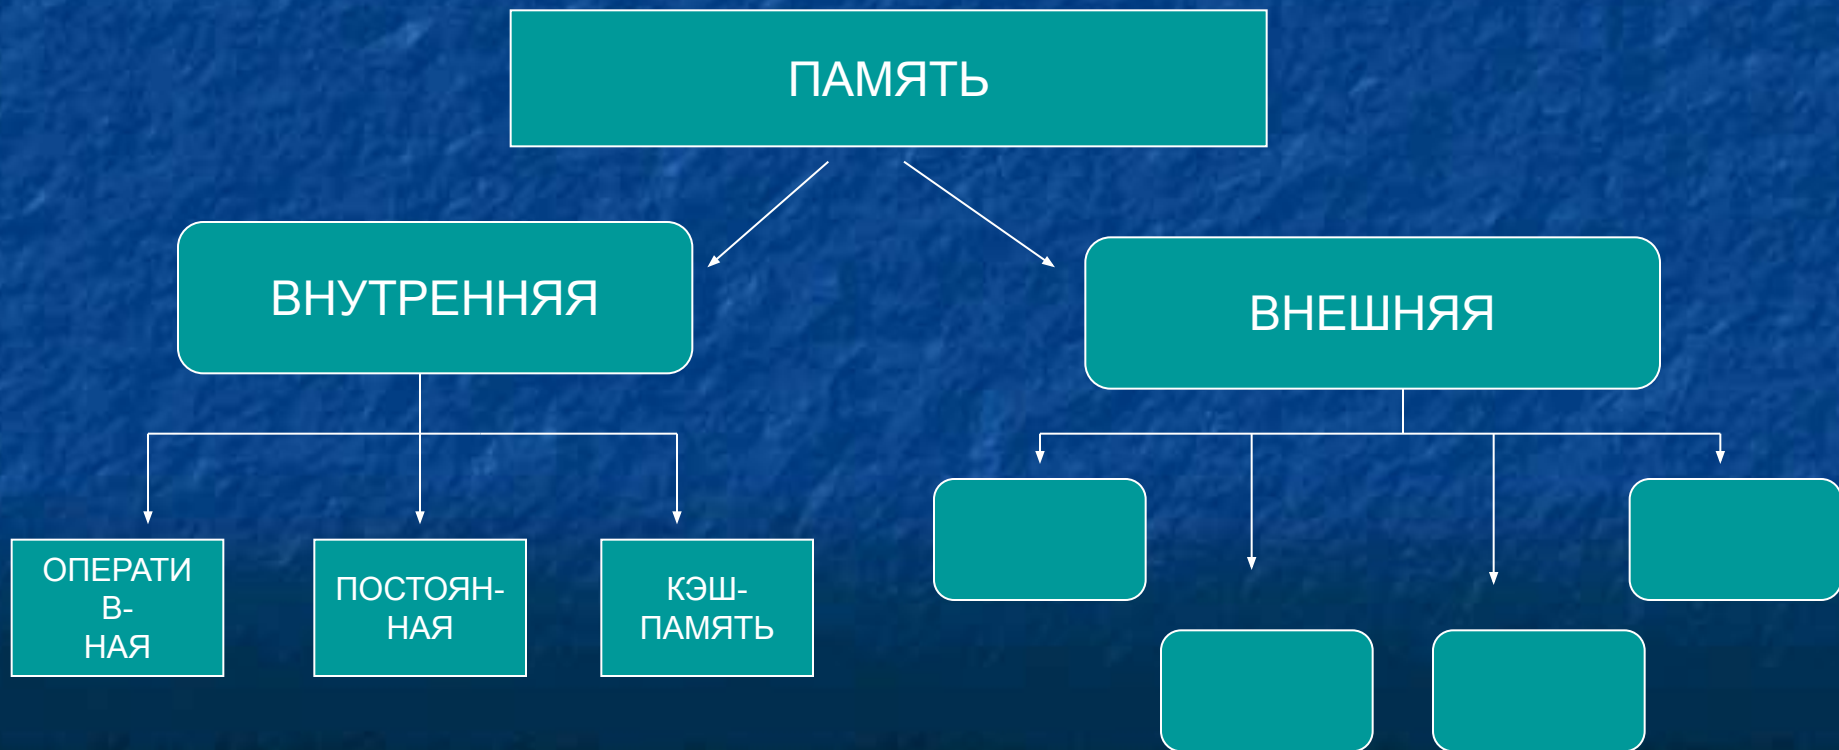 ПАМЯТЬ
ВНУТРЕННЯЯ
ВНЕШНЯЯ
ОПЕРАТИ
В-
НАЯ
ПОСТОЯН-
НАЯ
КЭШ-
ПАМЯТЬ